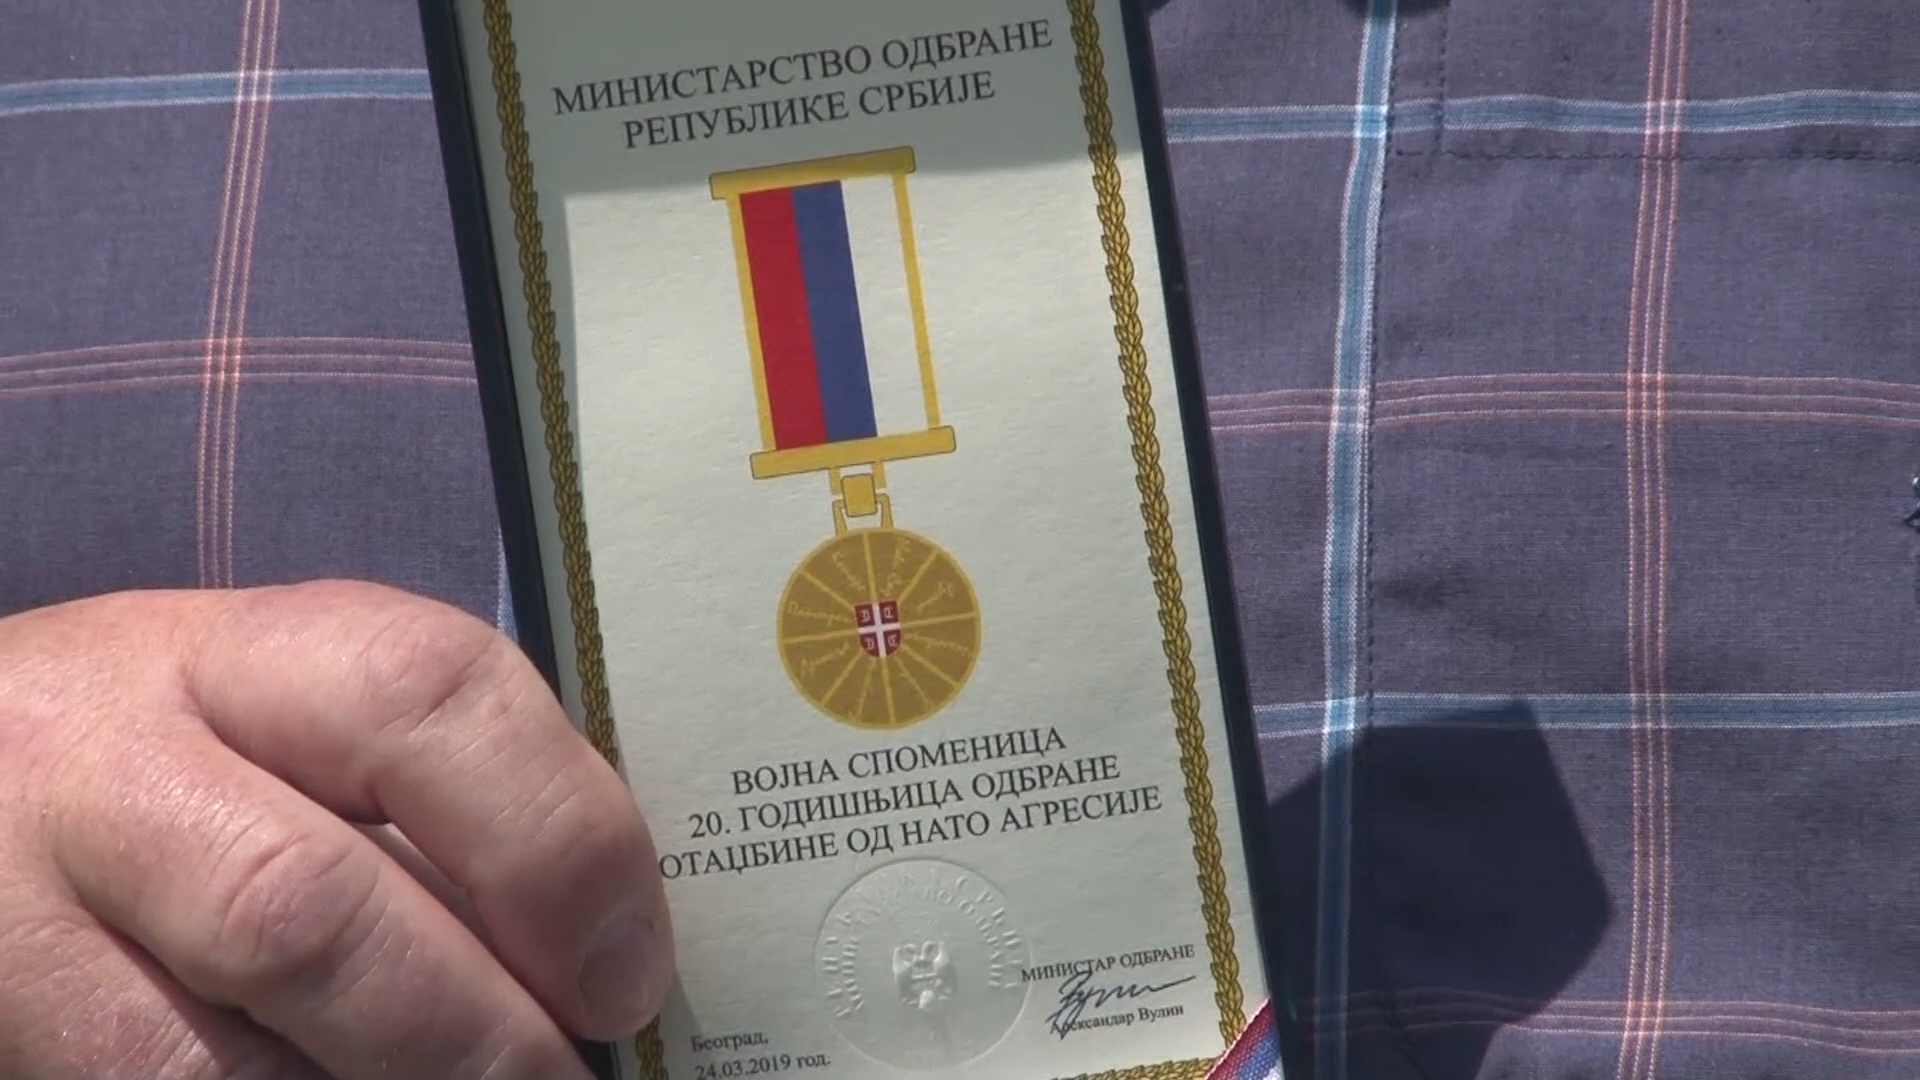 МИНИСТАРСТВО ОДБРАНЕ
РЕПУБЛИКЕ СРБИЈЕ
ВОЈНА СПОМЕНИЦА
20. ГОДИШЊИЦА ОДБРАНЕ
ОТАЏБИНЕ ОД НАТО АГРЕСИЈЕ
МИНИСТАР ОДБРАНЕ
Александар Вулин
Београд,
24.03.2019 год.